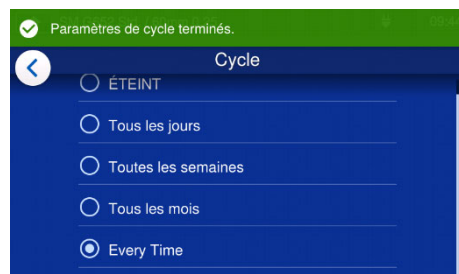 Paramètres de cycle terminés.
Cycle
ÉTEINT
Tous les jours
Toutes les semaines
Tous les mois
Every Time